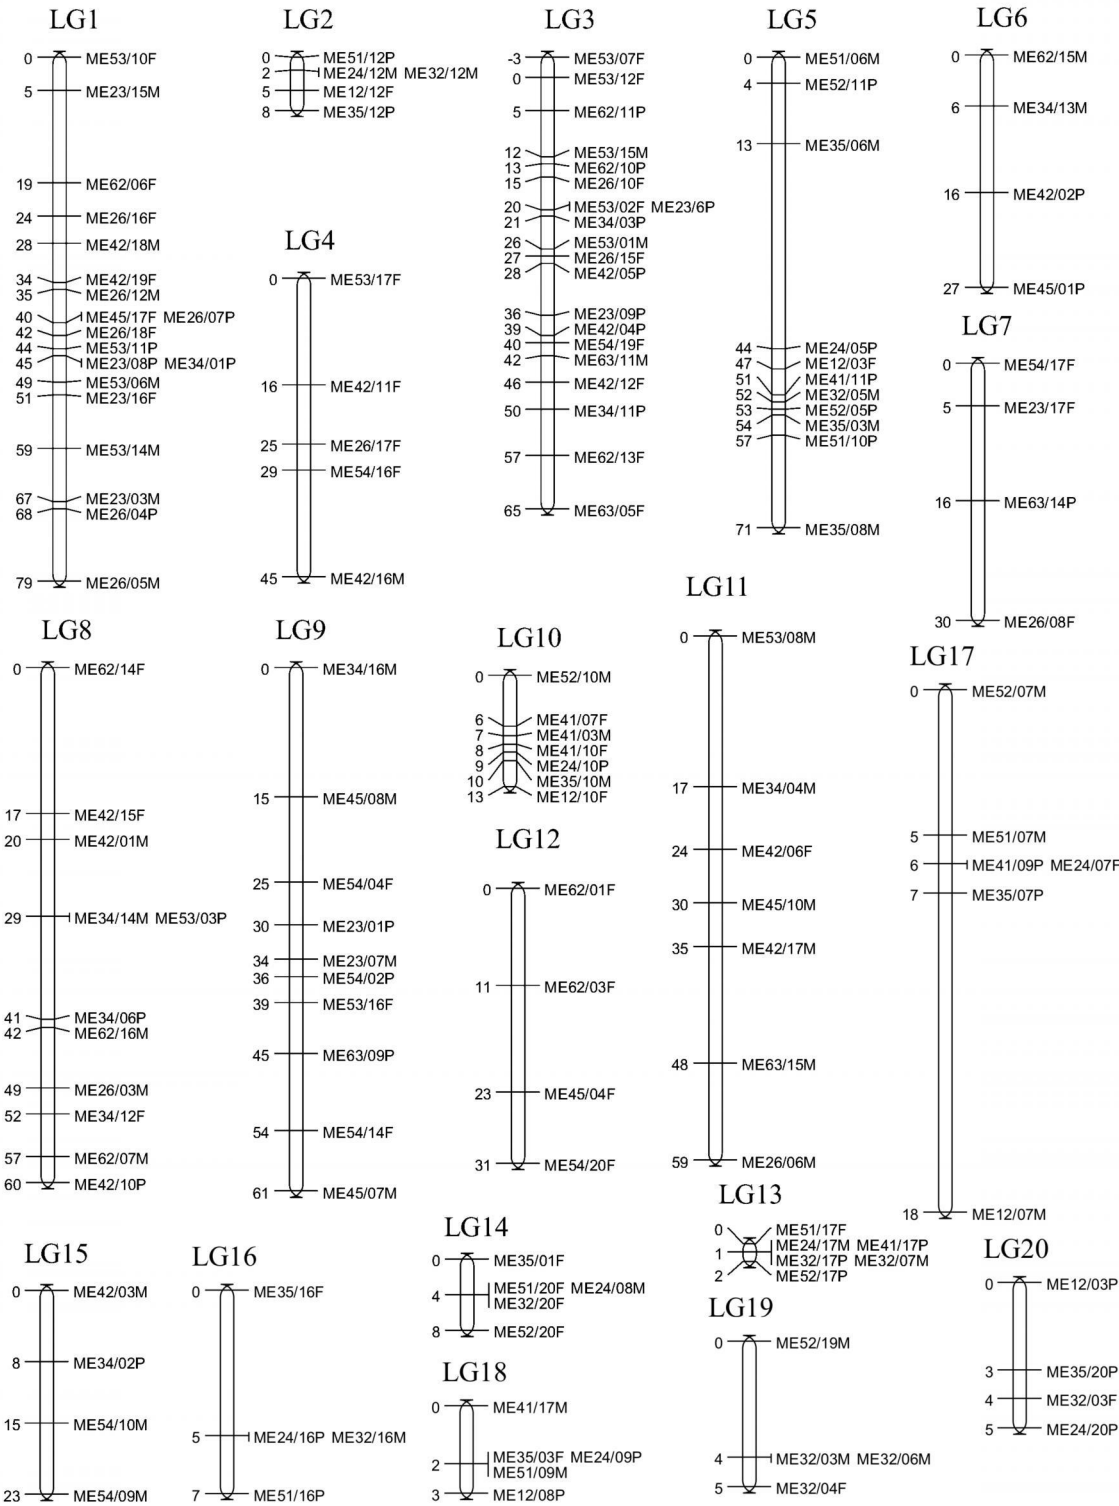 LG1
0 ME53/10F
5 ME23/15M
19 ME62/06F
24 ME26/16F
28 ME42/18M
34 ME42/19F
35 ME26/12M
40 ME45/17F ME26/07P
42 ME26/18F
44 ME53/11P
45 ME23/08P ME34/01P
49 ME53/06M
51 ME23/16F
59 ME53/14M
67 ME23/03M
68 ME26/04P
79 ME26/05M
LG2
0 ME51/12P
2 ME24/12M ME32/12M
5 ME12/12F
8 ME35/12P
LG4
0 ME53/17F
16 ME42/11F
25 ME26/17F
29 ME54/16F
45 ME42/16M
LG3
-3 ME53/07F
0 ME53/12F
5 ME62/11P
12 ME53/15M
13 ME62/10P
15 ME26/10F
20 ME53/02F ME23/6P
21 ME34/03P
26 ME53/01M
27 ME26/15F
28 ME42/05P
36 ME23/09P
39 ME42/04P
40 ME54/19F
42 ME63/11M
46 ME42/12F
50 ME34/11P
57 ME62/13F
65 ME63/05F
LG5
0 ME51/06M
4 ME52/11P
13 ME35/06M
44 ME24/05P
47 ME12/03F
51 ME41/11P
52 ME32/05M
53 ME52/05P
54 ME35/03M
57 ME51/10P
71 ME35/08M
LG6
0 ME62/15M
6 ME34/13M
16 ME42/02P
27 ME45/01P
LG7
0 ME54/17F
5 ME23/17F
16 ME63/14P
30 ME26/08F
LG8
0 ME62/14F
17 ME42/15F
20 ME42/01M
29 ME34/14M ME53/03P
41 ME34/06P
42 ME62/16M
49 ME26/03M
52 ME34/12F
57 ME62/07M
60 ME42/10P
LG9
0 ME34/16M
15 ME45/08M
25 ME54/04F
30 ME23/01P
34 ME23/07M
36 ME54/02P
39 ME53/16F
45 ME63/09P
54 ME54/14F
61 ME45/07M
LG10
0 ME52/10M
6 ME41/07F
7 ME41/03M
8 ME41/10F
9 ME24/10P
10 ME35/10M
13 ME12/10F
LG12
0 ME62/01F
11 ME62/03F
23 ME45/04F
31 ME54/20F
LG11
0 ME53/08M
17 ME34/04M
24 ME42/06F
30 ME45/10M
35 ME42/17M
48 ME63/15M
59 ME26/06M
LG17
0 ME52/07M
5 ME51/07M
6 ME41/09P ME24/07F
7 ME35/07P
18 ME12/07M
LG15
0 ME42/03M
8 ME34/02P
15 ME54/10M
23 ME54/09M
LG16
0 ME35/16F
5 ME24/16P ME32/16M
7 ME51/16P
LG14
0 ME35/01F
4 ME51/20F ME24/08M
ME32/20F
8 ME52/20F
LG18
0 ME41/17M
2 ME35/03F ME24/09P
ME51/09M
3 ME12/08P
LG13
0 ME51/17F
1 ME24/17M ME41/17P
ME32/17P ME32/07M
2 ME52/17P
LG19
0 ME52/19M
4 ME32/03M ME32/06M
5 ME32/04F
LG20
0 ME12/03P
3 ME35/20P
4 ME32/03F
5 ME24/20P